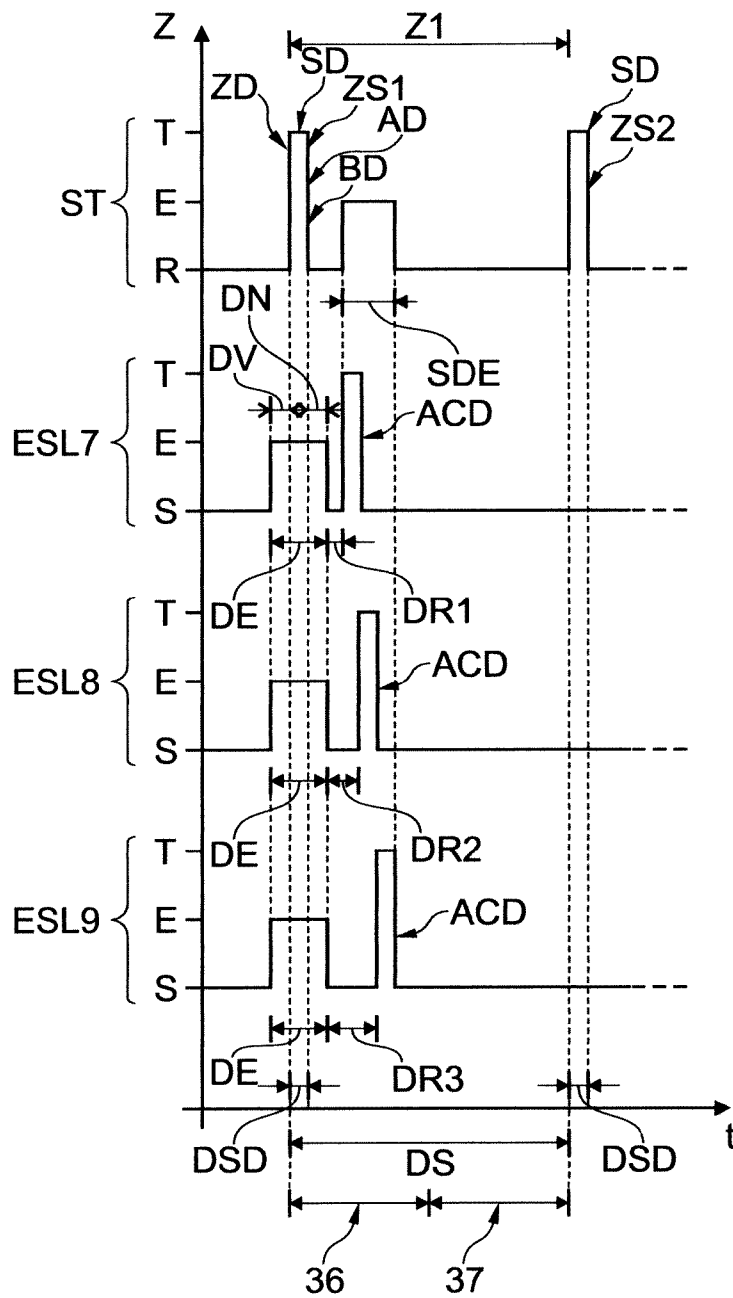 Z
Z1
SD
ZD
ZS1
AD
BD
SD
ZS2
ST
T
E
R
DN
DV
SDE
ESL7
T
E
S
ACD
DE
DR1
ESL8
T
E
S
ACD
DE
DR2
ESL9
T
E
S
ACD
DE
DR3
t
DSD
DS
DSD
36
37